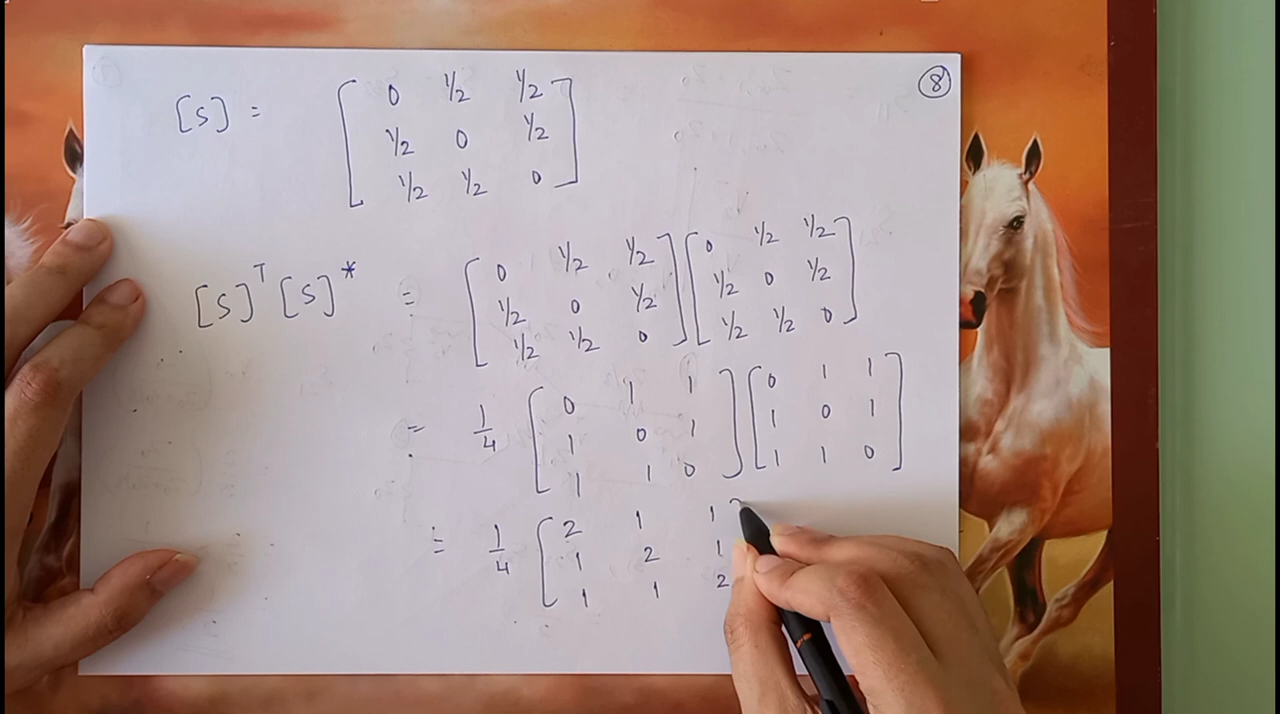 8
[S] = [ 0 1/2 1/2
1/2 0 1/2
1/2 1/2 0 ]
[S]ᵀ [S]* = [ 0 1/2 1/2 ] [ 0 1/2 1/2 ]
1/2 0 1/2 1/2 0 1/2
1/2 1/2 0 1/2 1/2 0
= 1/4 [ 0 1 1 ] [ 0 1 1 ]
1 0 1 1 0 1
1 1 0 1 1 0
= 1/4 [ 2 1 1 ]
1 2 1
1 1 2